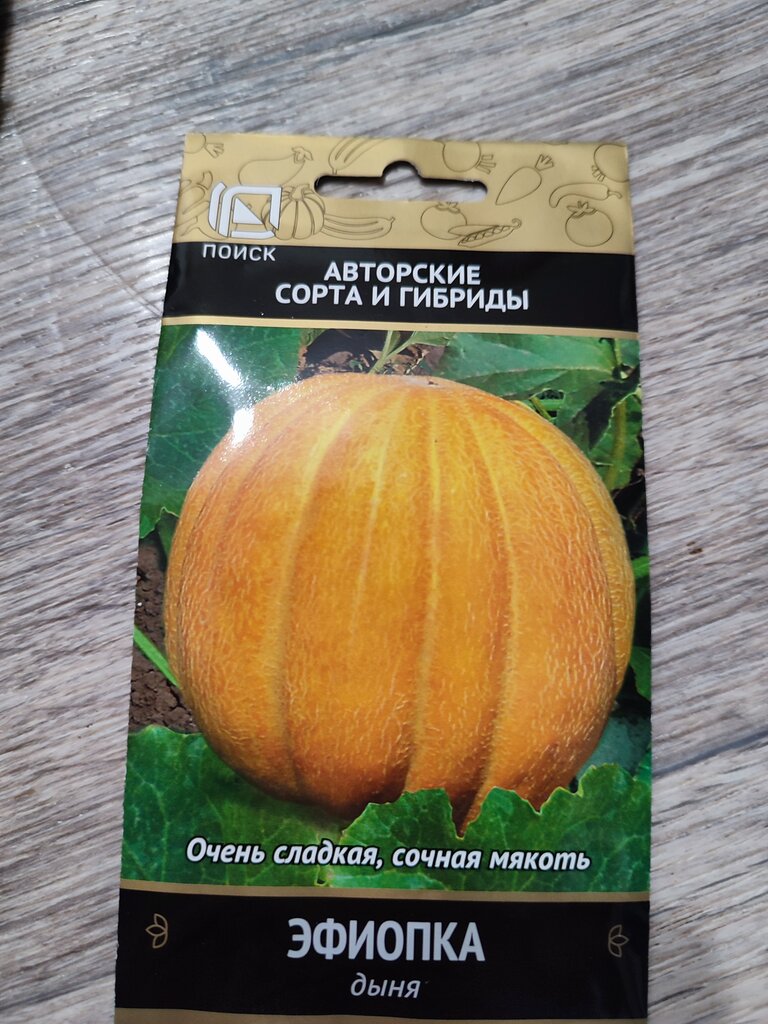 ПОИСК
АВТОРСКИЕ
СОРТА И ГИБРИДЫ
Очень сладкая, сочная мякоть
ЭФИОПКА
дыня